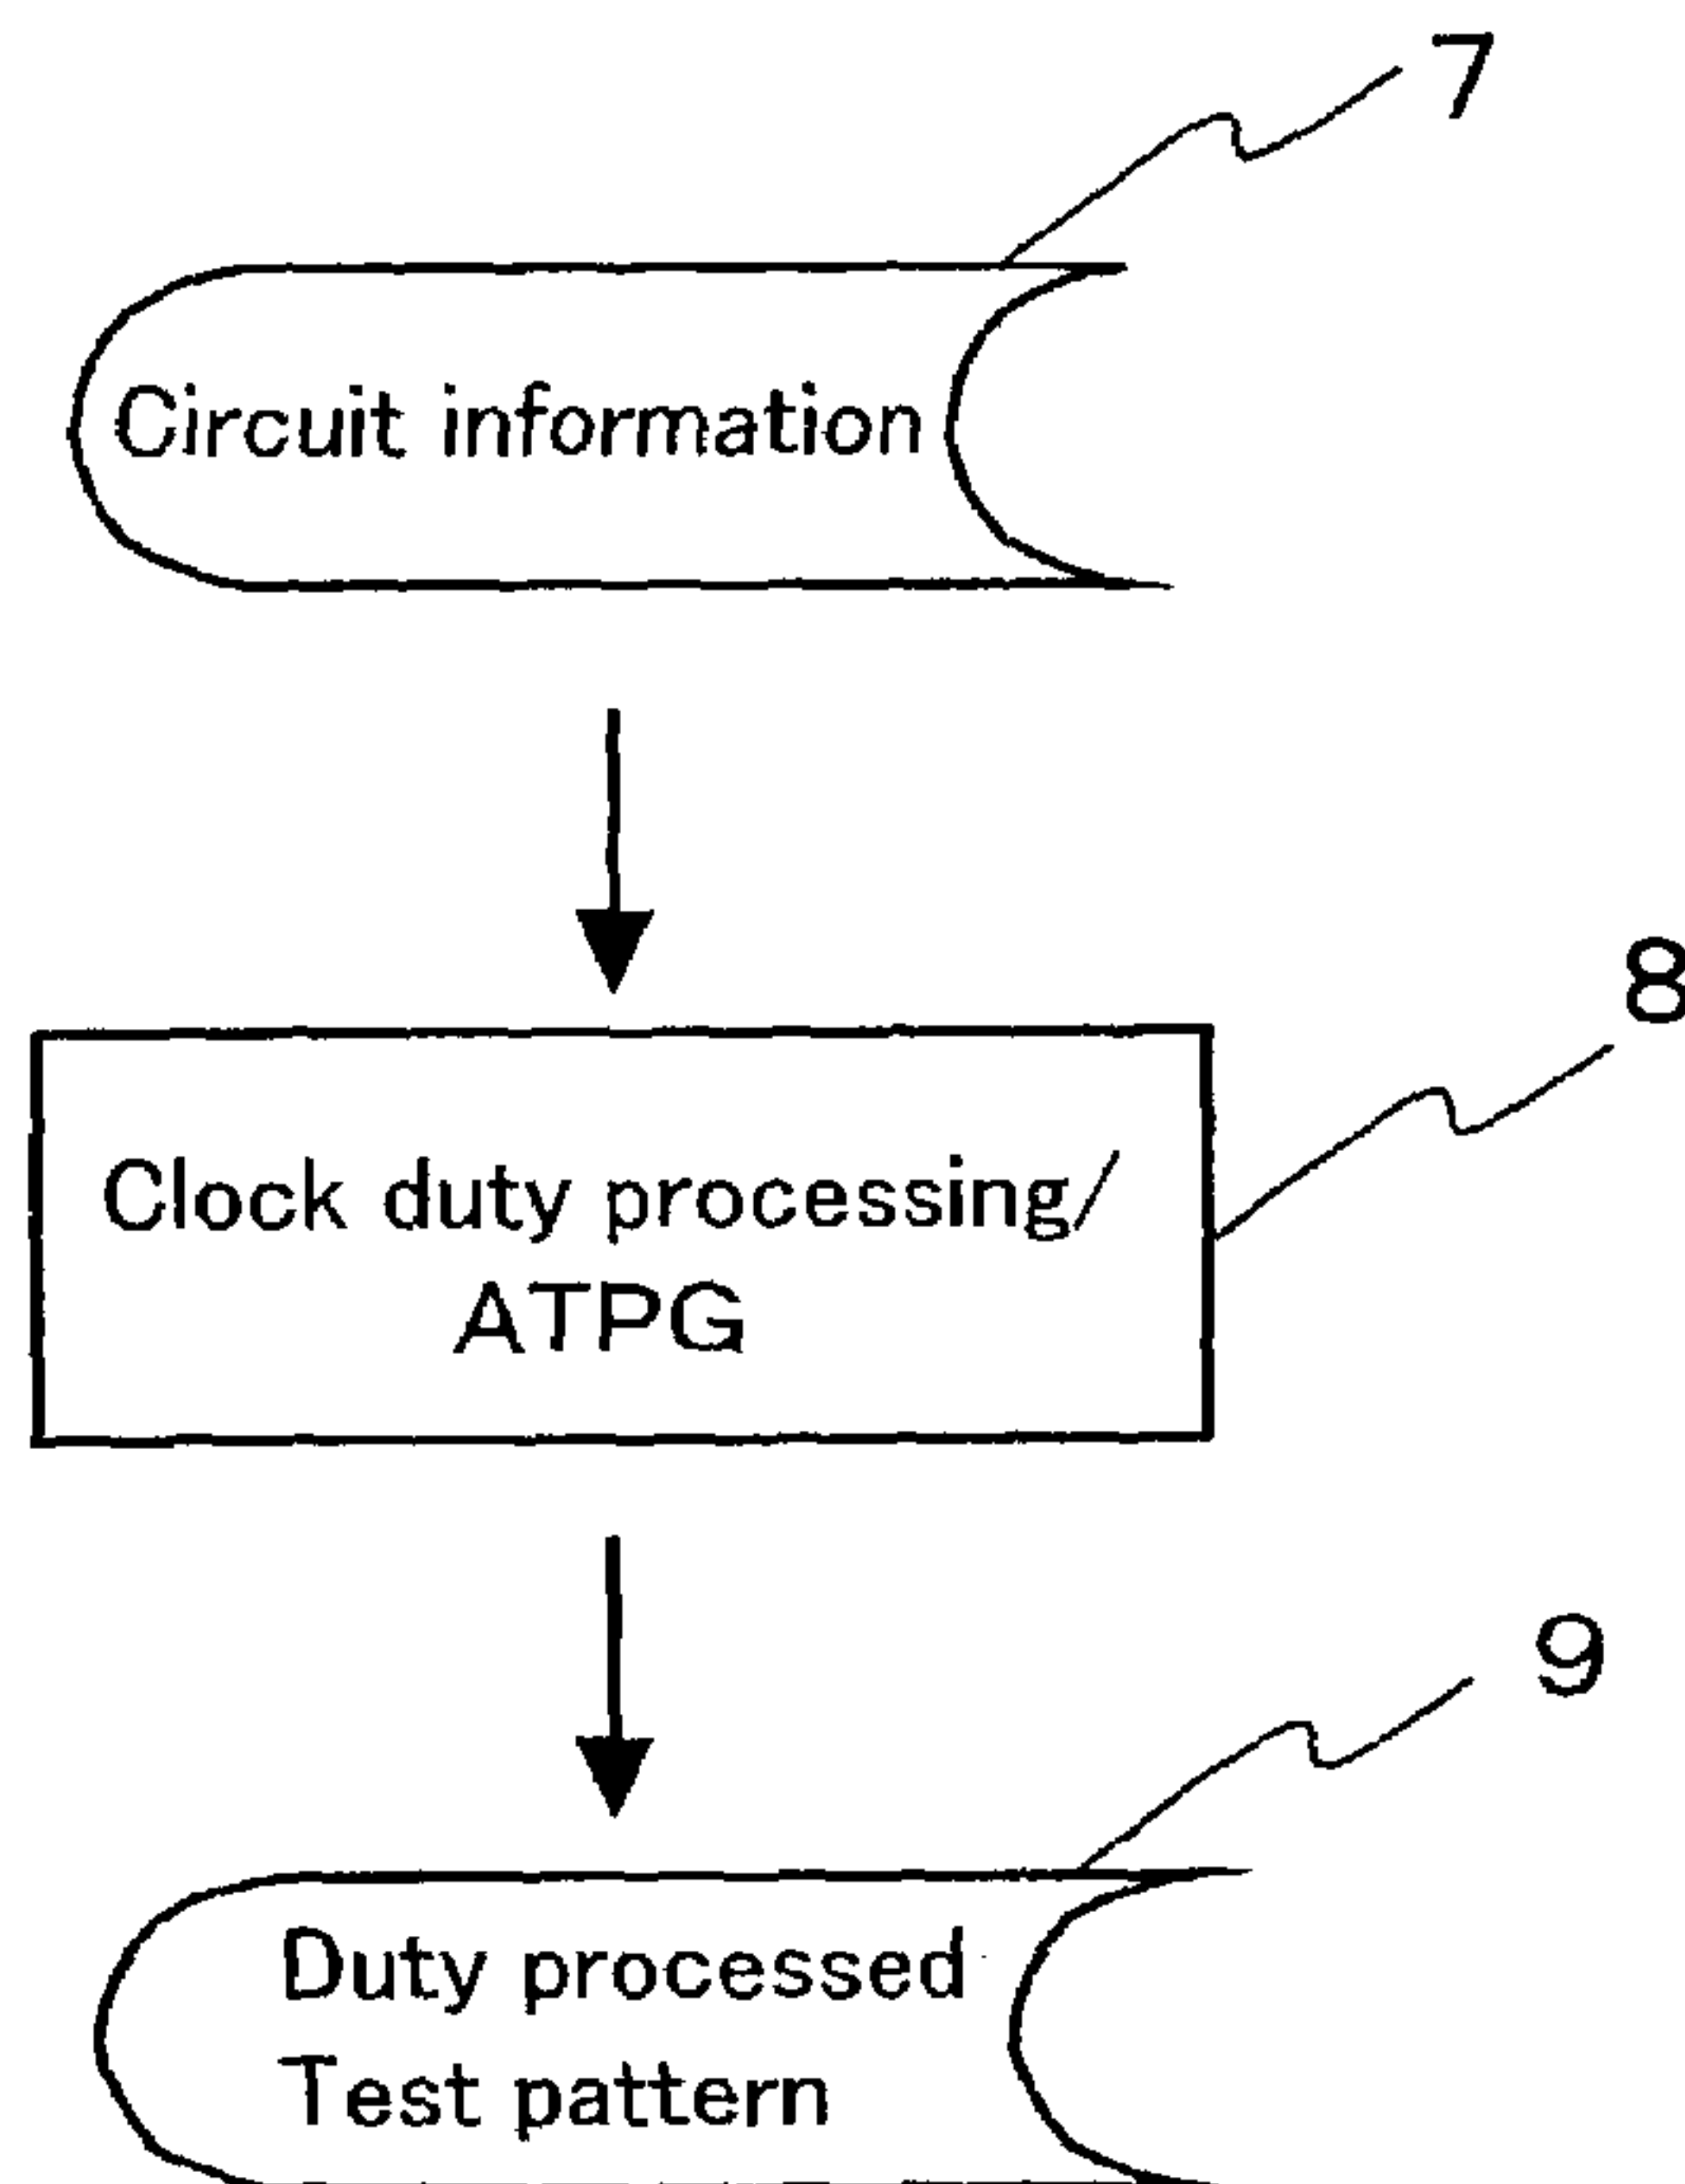 7
Circuit information
8
Clock duty processing/
ATPG
9
Duty processed
Test pattern